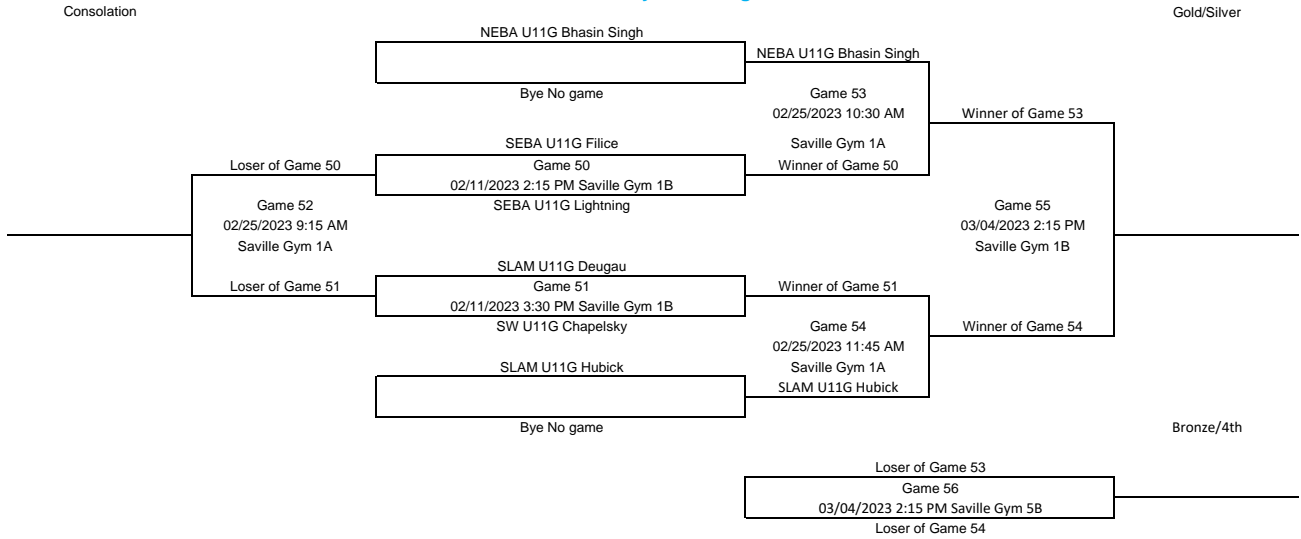 Consolation
Gold/Silver
NEBA U11G Bhasin Singh
NEBA U11G Bhasin Singh
Bye No game
Game 53
02/25/2023 10:30 AM
Winner of Game 53
SEBA U11G Filice
Saville Gym 1A
Loser of Game 50
Game 50
Winner of Game 50
02/11/2023 2:15 PM Saville Gym 1B
Game 52
SEBA U11G Lightning
Game 55
02/25/2023 9:15 AM
03/04/2023 2:15 PM
Saville Gym 1A
Saville Gym 1B
SLAM U11G Deugau
Loser of Game 51
Game 51
Winner of Game 51
02/11/2023 3:30 PM Saville Gym 1B
SW U11G Chapelsky
Game 54
Winner of Game 54
02/25/2023 11:45 AM
SLAM U11G Hubick
Saville Gym 1A
SLAM U11G Hubick
Bye No game
Bronze/4th
Loser of Game 53
Game 56
03/04/2023 2:15 PM Saville Gym 5B
Loser of Game 54